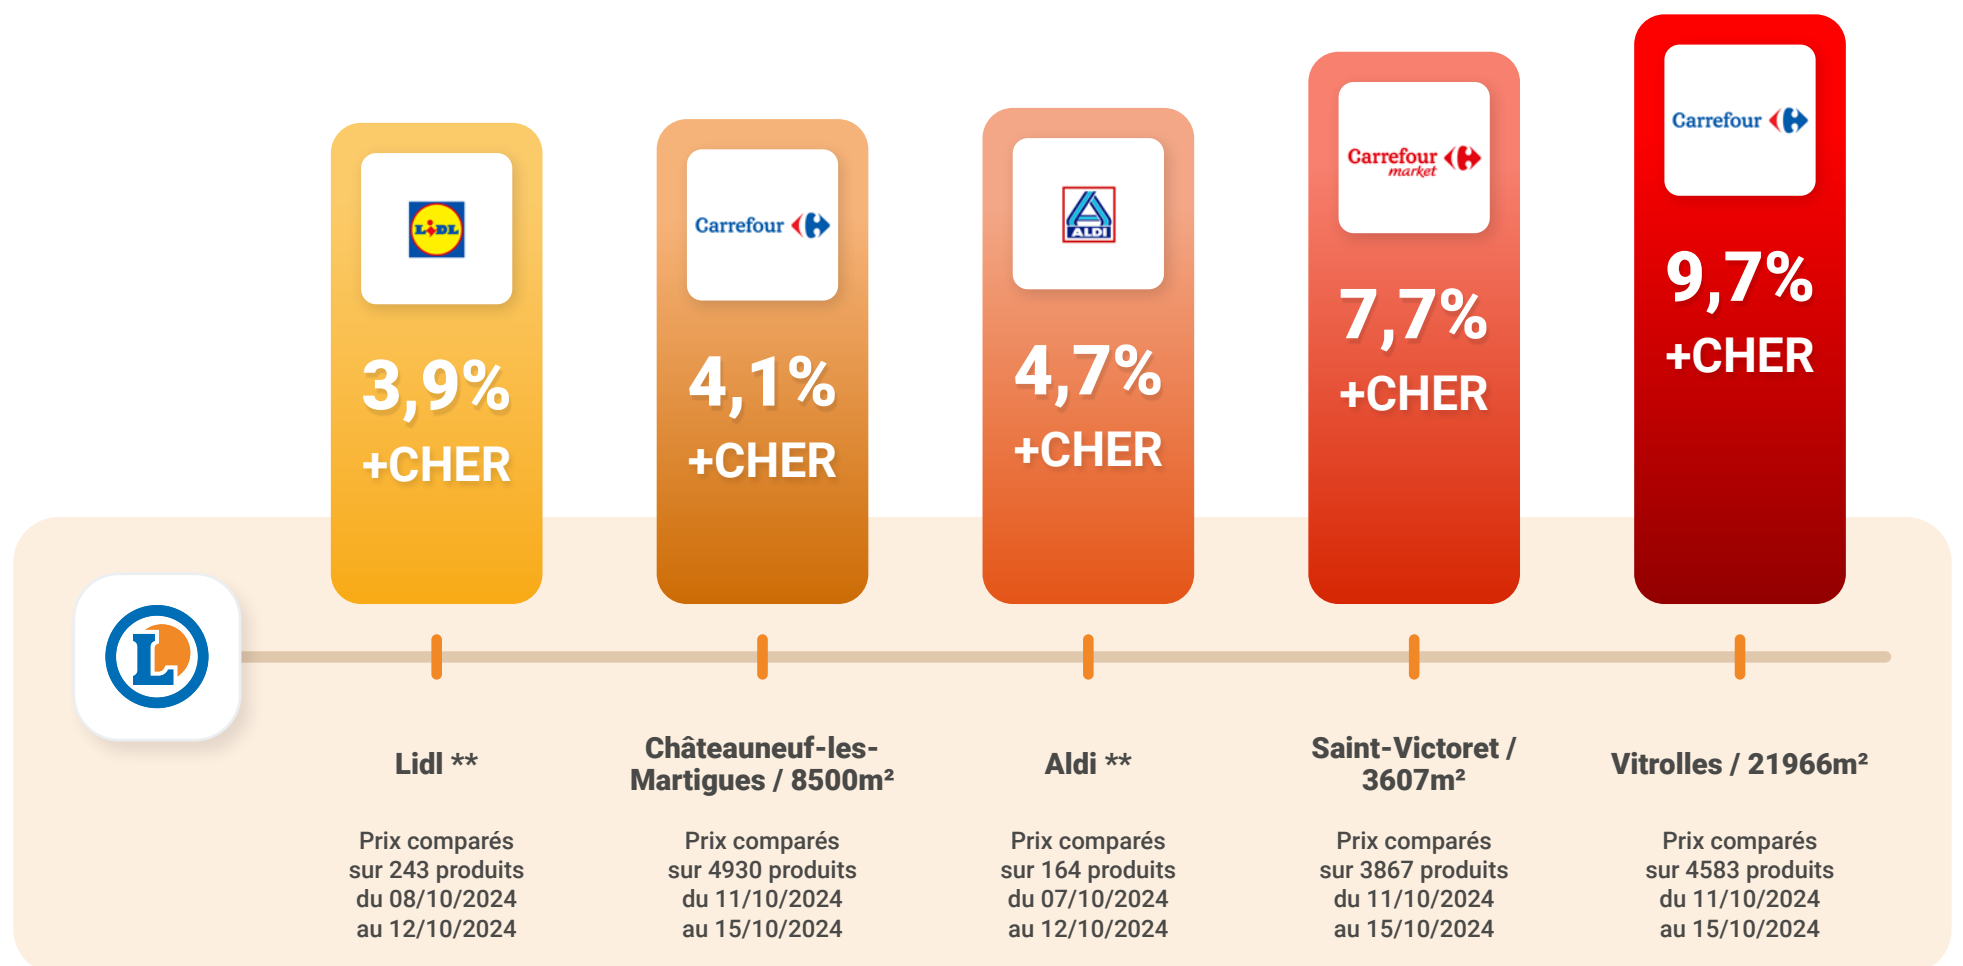 LIDL
3,9%
+CHER
Carrefour
4,1%
+CHER
ALDI
4,7%
+CHER
Carrefour
market
7,7%
+CHER
Carrefour
9,7%
+CHER
L
Lidl **
Prix comparés
sur 243 produits
du 08/10/2024
au 12/10/2024
Châteauneuf-les-
Martigues / 8500m²
Prix comparés
sur 4930 produits
du 11/10/2024
au 15/10/2024
Aldi **
Prix comparés
sur 164 produits
du 07/10/2024
au 12/10/2024
Saint-Victoret /
3607m²
Prix comparés
sur 3867 produits
du 11/10/2024
au 15/10/2024
Vitrolles / 21966m²
Prix comparés
sur 4583 produits
du 11/10/2024
au 15/10/2024